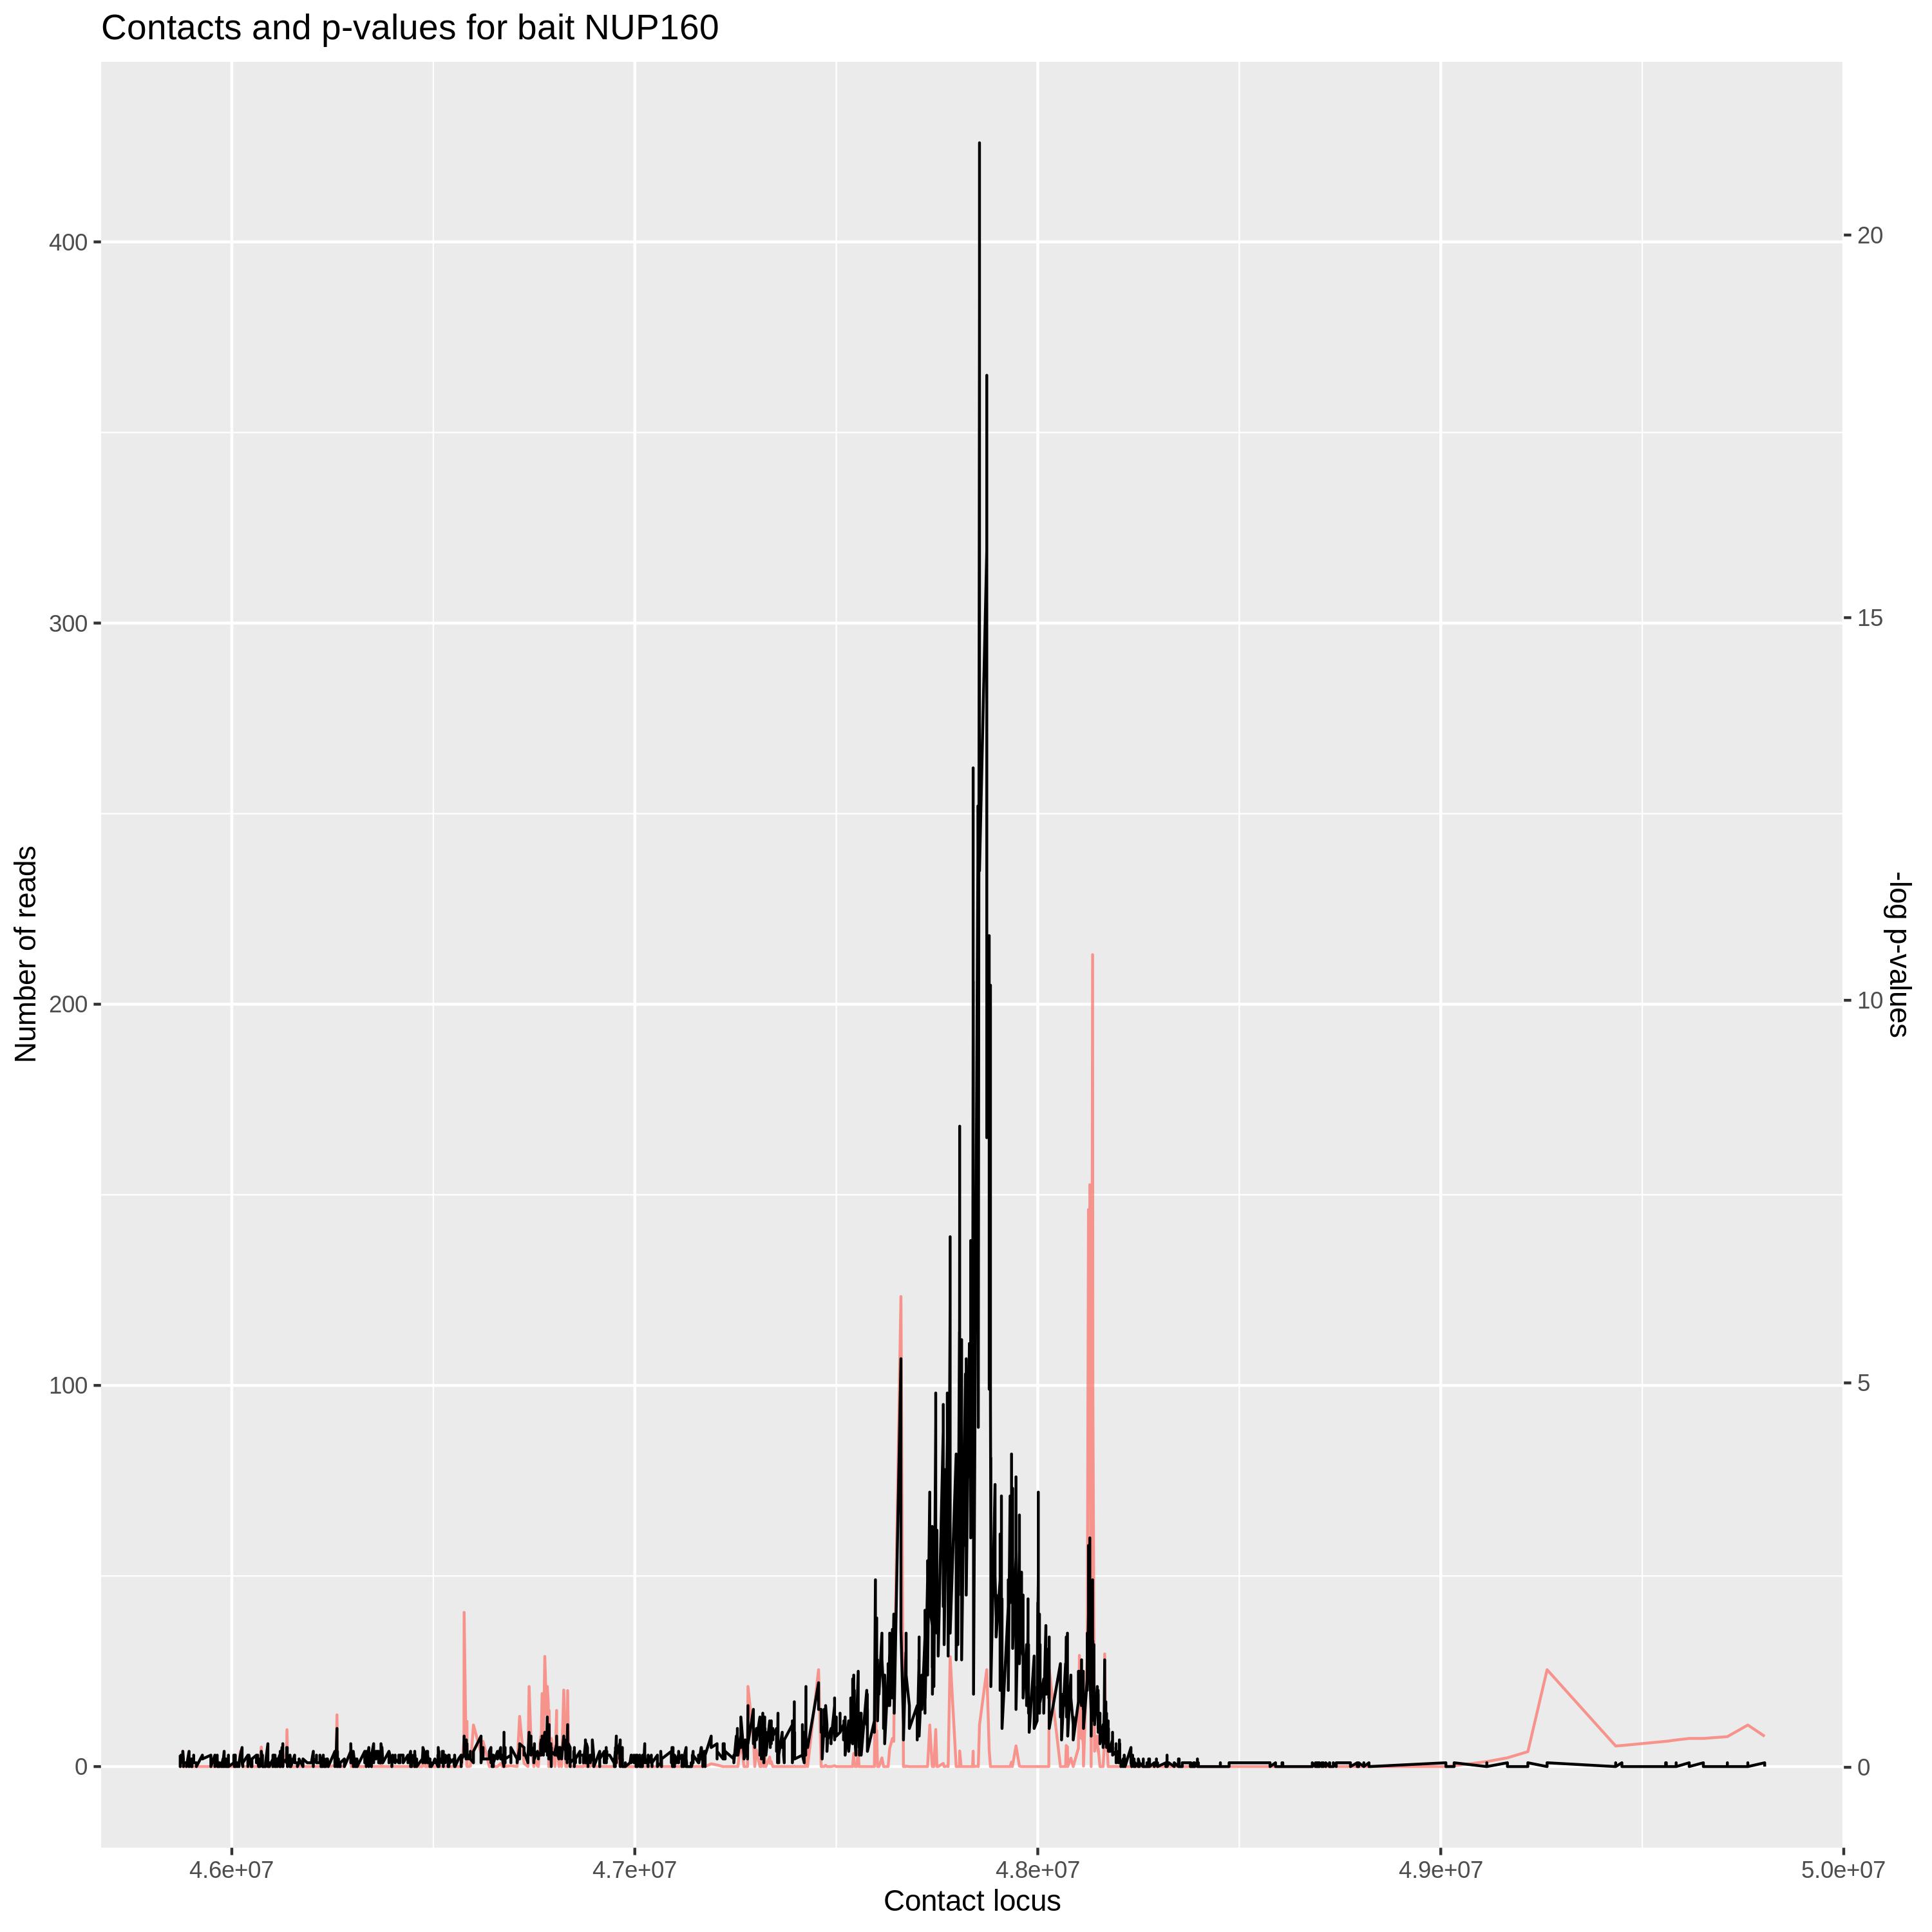 Contacts and p-values for bait NUP160
400
300
200
100
0
Number of reads
20
15
10
5
0
-log p-values
4.6e+07
4.7e+07
4.8e+07
4.9e+07
5.0e+07
Contact locus